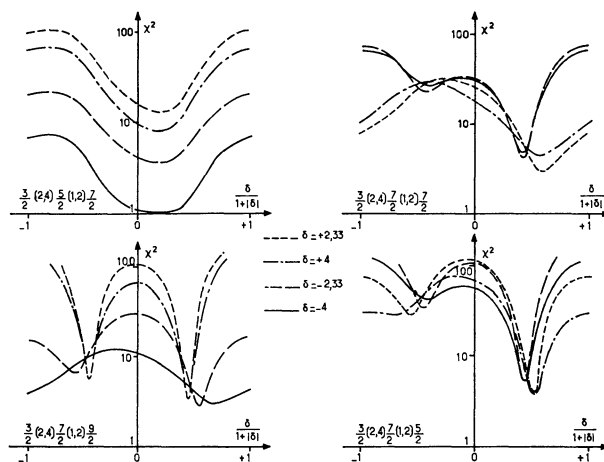 100 χ²
10
1
3/2 (2,4) 5/2 (1,2) 7/2
-1 0 +1
δ/1+|δ|
100 χ²
10
1
3/2 (2,4) 7/2 (1,2) 7/2
-1 0 +1
δ/1+|δ|
δ=+2,33
δ=+4
δ=-2,33
δ=-4
100 χ²
10
1
3/2 (2,4) 7/2 (1,2) 9/2
-1 0 +1
δ/1+|δ|
χ²
100
10
1
3/2 (2,4) 7/2 (1,2) 5/2
-1 0 +1
δ/1+|δ|